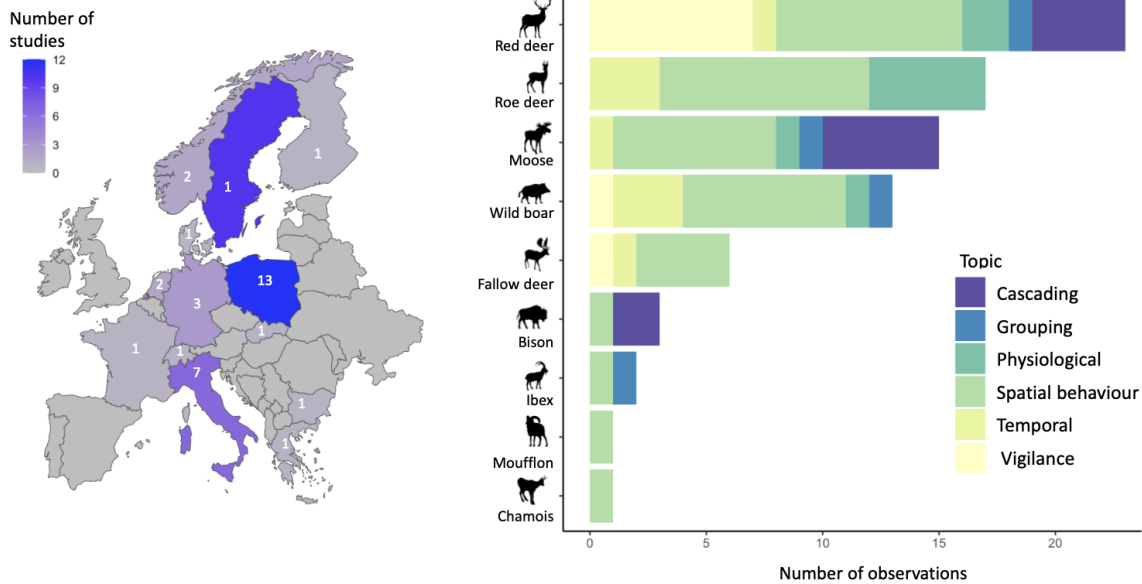 Number of
studies
12
9
6
3
0
1
2
1
1
2
13
3
1
1
1
7
1
1
Red deer
Roe deer
Moose
Wild boar
Fallow deer
Bison
Ibex
Moufflon
Chamois
Topic
Cascading
Grouping
Physiological
Spatial behaviour
Temporal
Vigilance
0 5 10 15 20
Number of observations